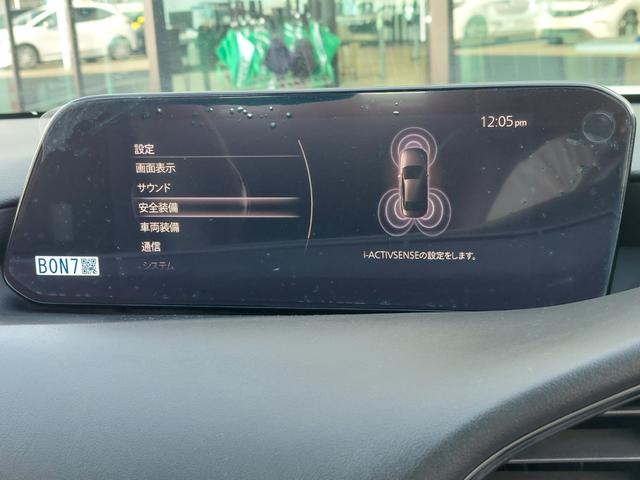 12:05pm
設定
画面表示
サウンド
安全装備
車両装備
通信
システム
i-ACTIVSENSEの設定をします。
BON7